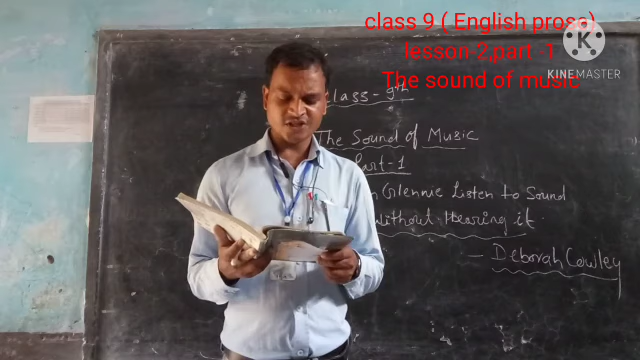 class 9 ( English prose)
lesson-2,part -1
The sound of music
KINEMASTER
Class - 9th
The Sound of Music
Part-1
Glennie Listen to Sound
Without Hearing it.
- Deborah Cowley